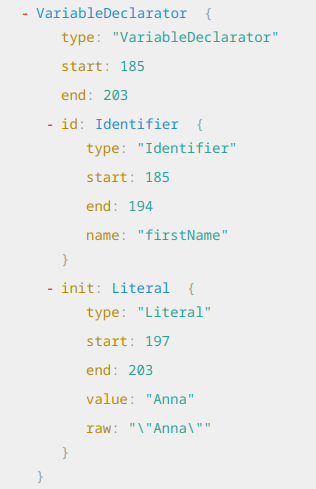 - VariableDeclarator {
type: "VariableDeclarator"
start: 185
end: 203
- id: Identifier {
type: "Identifier"
start: 185
end: 194
name: "firstName"
}
- init: Literal {
type: "Literal"
start: 197
end: 203
value: "Anna"
raw: "\"Anna\""
}
}